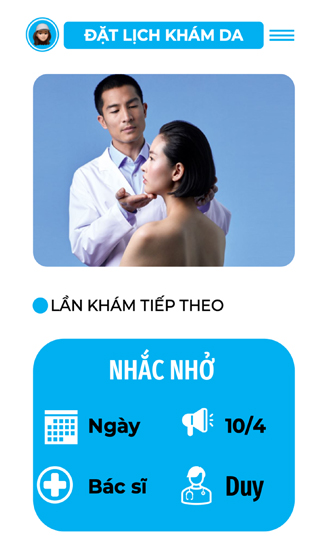 ĐẶT LỊCH KHÁM DA
LẦN KHÁM TIẾP THEO
NHẮC NHỞ
Ngày 10/4
Bác sĩ Duy